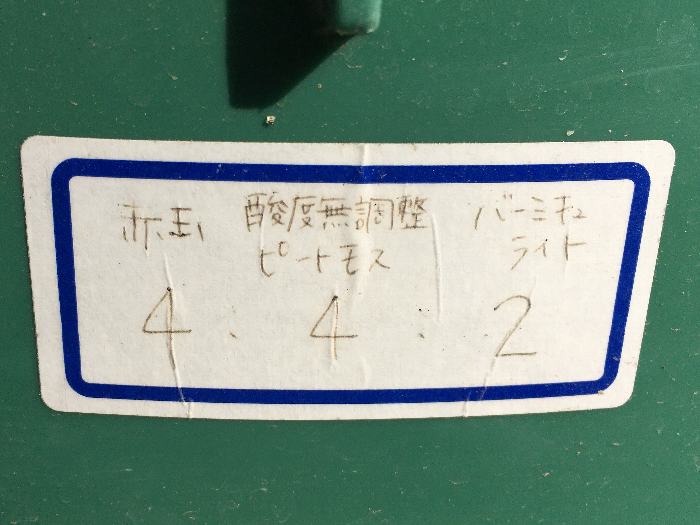 赤玉 酸度無調整 バーミキュ
ピートモス ライト
4 . 4 . 2